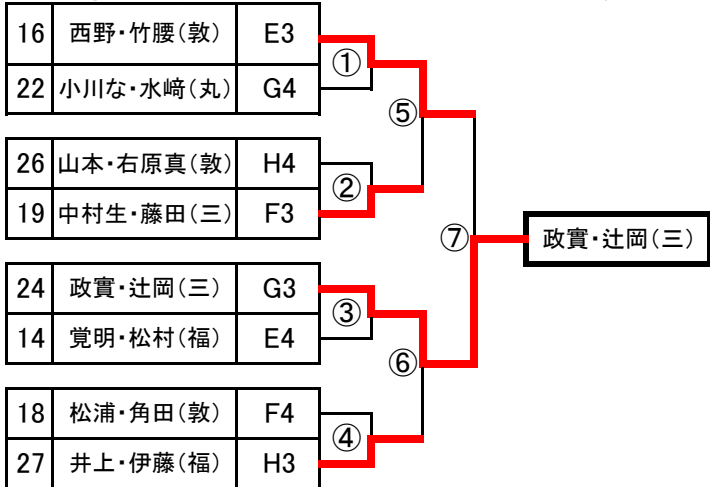 16 西野・竹腰(敦) E3
①
22 小川な・水﨑(丸) G4
⑤
26 山本・右原真(敦) H4
②
19 中村生・藤田(三) F3
⑦ 政實・辻岡(三)
24 政實・辻岡(三) G3
③
14 覚明・松村(福) E4
⑥
18 松浦・角田(敦) F4
④
27 井上・伊藤(福) H3